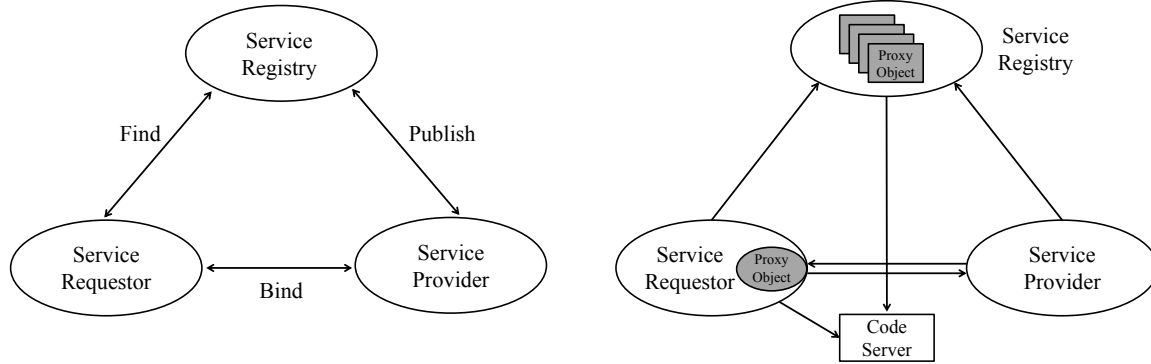 Service
Registry
Find
Publish
Service
Requestor
Bind
Service
Provider
Proxy
Object
Service
Registry
Service
Requestor
Proxy
Object
Service
Provider
Code
Server